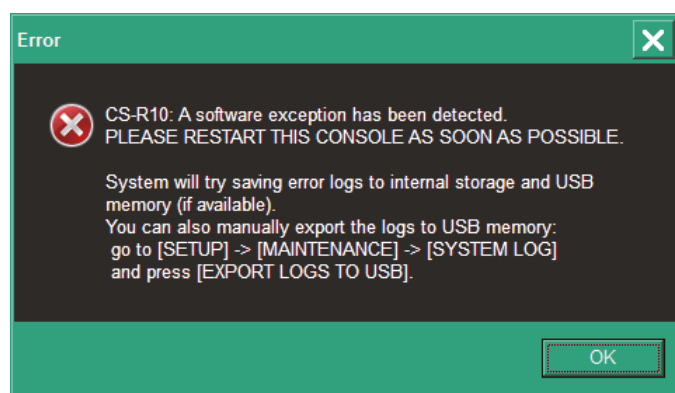 Error
CS-R10: A software exception has been detected.
PLEASE RESTART THIS CONSOLE AS SOON AS POSSIBLE.
System will try saving error logs to internal storage and USB
memory (if available).
You can also manually export the logs to USB memory:
go to [SETUP] -> [MAINTENANCE] -> [SYSTEM LOG]
and press [EXPORT LOGS TO USB].
OK